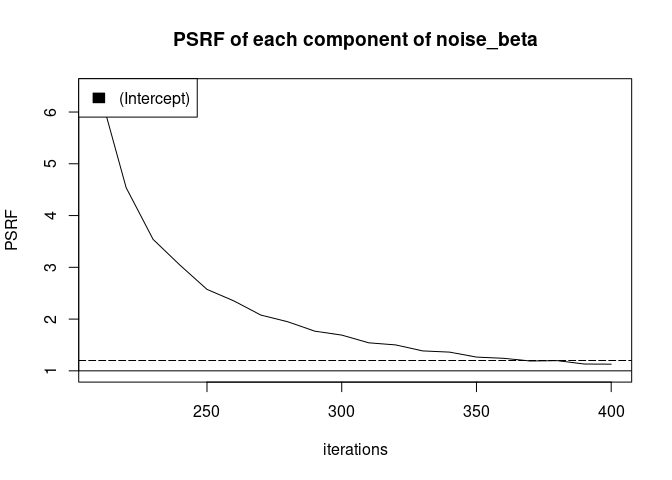 PSRF of each component of noise_beta
(Intercept)
PSRF
6
5
4
3
2
1
250 300 350 400
iterations